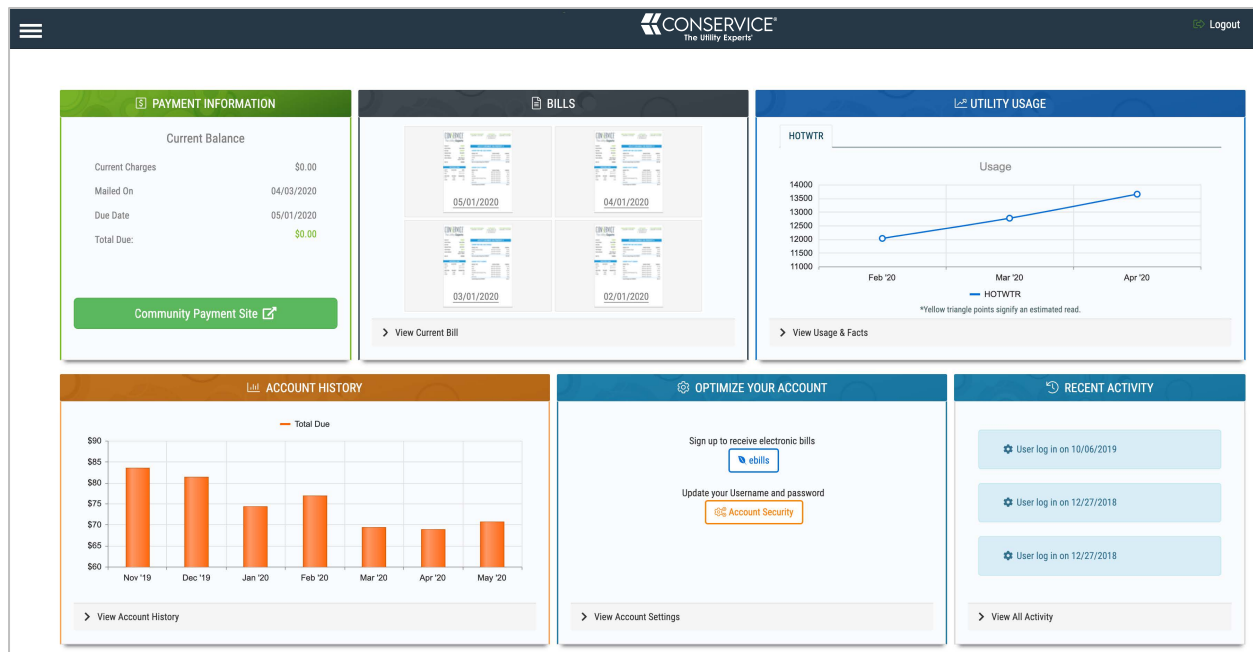 CONSERVICE®
The Utility Experts®
Logout
PAYMENT INFORMATION
Current Balance
Current Charges $0.00
Mailed On 04/03/2020
Due Date 05/01/2020
Total Due: $0.00
Community Payment Site
BILLS
05/01/2020 04/01/2020
03/01/2020 02/01/2020
View Current Bill
UTILITY USAGE
HOTWTR
Usage
14000
13500
13000
12500
12000
11500
11000
Feb '20 Mar '20 Apr '20
HOTWTR
*Yellow triangle points signify an estimated read.
View Usage & Facts
ACCOUNT HISTORY
Total Due
$90
$85
$80
$75
$70
$65
$60
Nov '19 Dec '19 Jan '20 Feb '20 Mar '20 Apr '20 May '20
View Account History
OPTIMIZE YOUR ACCOUNT
Sign up to receive electronic bills
ebills
Update your Username and password
Account Security
View Account Settings
RECENT ACTIVITY
User log in on 10/06/2019
User log in on 12/27/2018
User log in on 12/27/2018
View All Activity